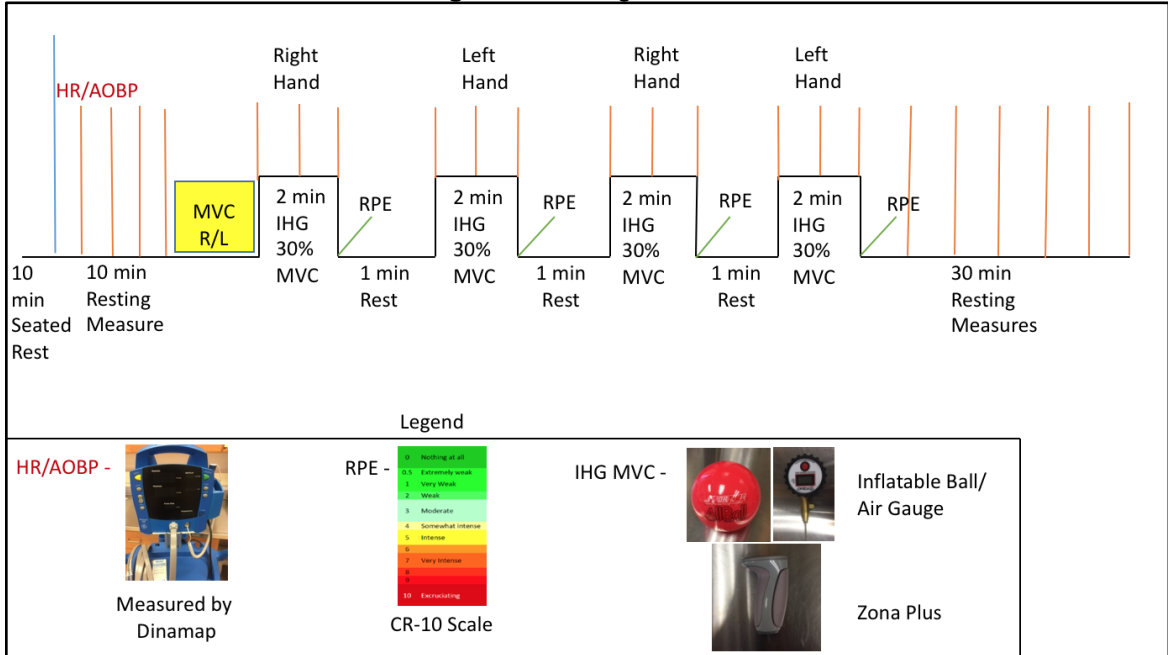 HR/AOBP
Right
Hand
Left
Hand
Right
Hand
Left
Hand
MVC
R/L
2 min
IHG
30%
MVC
RPE
2 min
IHG
30%
MVC
RPE
2 min
IHG
30%
MVC
RPE
2 min
IHG
30%
MVC
RPE
10
min
Seated
Rest
10 min
Resting
Measure
1 min
Rest
1 min
Rest
1 min
Rest
30 min
Resting
Measures
Legend
HR/AOBP -
Measured by
Dinamap
RPE -
0 Nothing at all
0.5 Extremely weak
1 Very Weak
2 Weak
3 Moderate
4 Somewhat Intense
5 Intense
6
7 Very Intense
8
9
10 Excruciating
CR-10 Scale
IHG MVC -
Inflatable Ball/
Air Gauge
Zona Plus